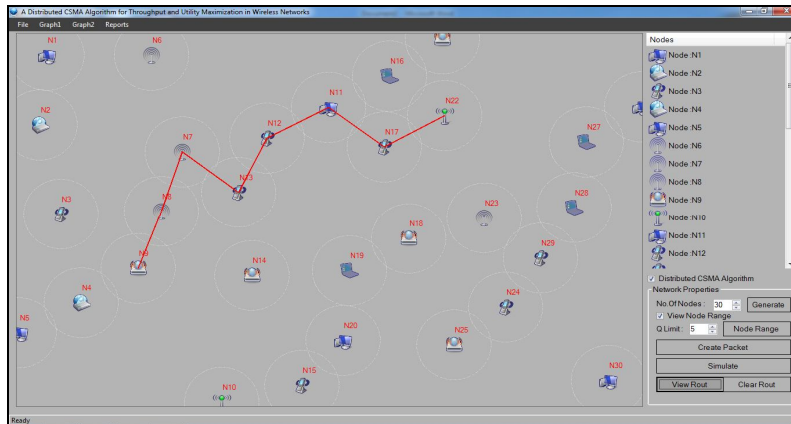 A Distributed CSMA Algorithm for Throughput and Utility Maximization in Wireless Networks
File Graph1 Graph2 Reports
N1
N6
N16
N11
N22
N2
N12
N27
N7
N17
N13
N28
N3
N8
N23
N18
N29
N9
N14
N19
N4
N24
N5
N20
N25
N15
N30
N10
Nodes
Node :N1
Node :N2
Node :N3
Node :N4
Node :N5
Node :N6
Node :N7
Node :N8
Node :N9
Node :N10
Node :N11
Node :N12
Distributed CSMA Algorithm
Network Properties
No.Of Nodes : 30 Generate
View Node Range
Q Limit : 5 Node Range
Create Packet
Simulate
View Rout Clear Rout
Ready